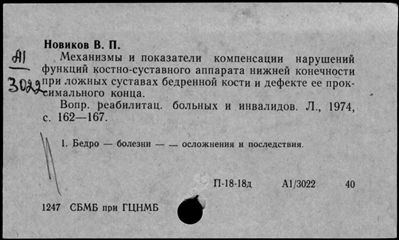 Новиков В. П.
А1
3022
Механизмы и показатели компенсации нарушений
функций костно-суставного аппарата нижней конечности
при ложных суставах бедренной кости и дефекте ее прок-
симального конца.
Вопр. реабилитац. больных и инвалидов. Л., 1974,
с. 162—167.
1. Бедро — болезни — — осложнения и последствия.
П-18-18д А1/3022 40
1247 СБМБ при ГЦНМБ